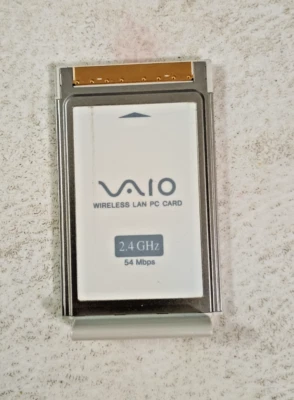 VAIO
WIRELESS LAN PC CARD
2.4 GHz
54 Mbps